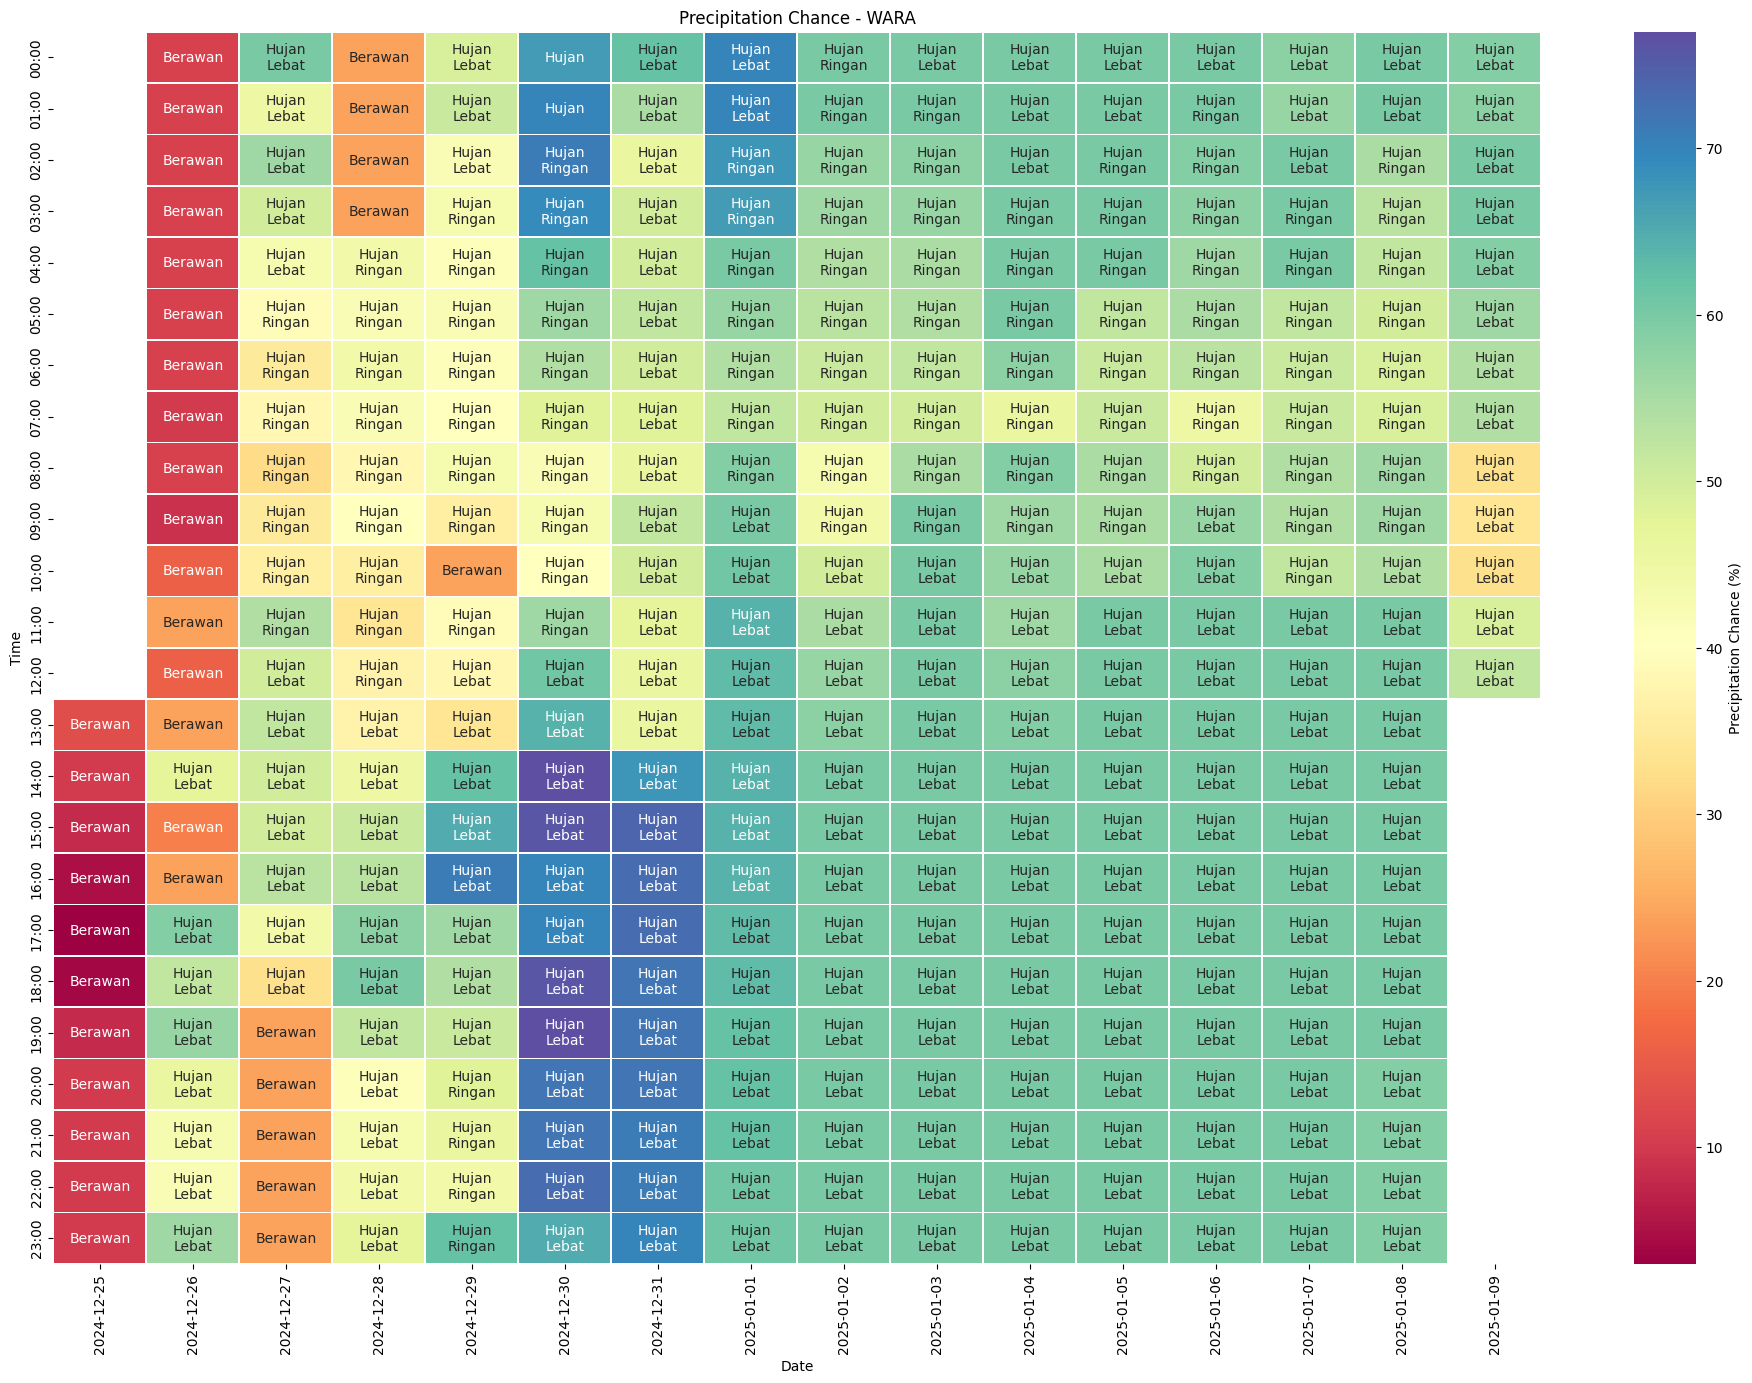 Precipitation Chance - WARA
00:00 Berawan Hujan Lebat Berawan Hujan Lebat Hujan Hujan Lebat Hujan Lebat Hujan Ringan Hujan Lebat Hujan Lebat Hujan Lebat Hujan Lebat Hujan Lebat Hujan Lebat Hujan Lebat
01:00 Berawan Hujan Lebat Berawan Hujan Lebat Hujan Hujan Lebat Hujan Lebat Hujan Ringan Hujan Ringan Hujan Lebat Hujan Lebat Hujan Ringan Hujan Lebat Hujan Lebat Hujan Lebat
02:00 Berawan Hujan Lebat Berawan Hujan Lebat Hujan Ringan Hujan Lebat Hujan Ringan Hujan Ringan Hujan Ringan Hujan Lebat Hujan Ringan Hujan Ringan Hujan Lebat Hujan Ringan Hujan Lebat
03:00 Berawan Hujan Lebat Berawan Hujan Ringan Hujan Ringan Hujan Lebat Hujan Ringan Hujan Ringan Hujan Ringan Hujan Ringan Hujan Ringan Hujan Ringan Hujan Ringan Hujan Ringan Hujan Lebat
04:00 Berawan Hujan Lebat Hujan Ringan Hujan Ringan Hujan Ringan Hujan Lebat Hujan Ringan Hujan Ringan Hujan Ringan Hujan Ringan Hujan Ringan Hujan Ringan Hujan Ringan Hujan Ringan Hujan Lebat
05:00 Berawan Hujan Ringan Hujan Ringan Hujan Ringan Hujan Ringan Hujan Lebat Hujan Ringan Hujan Ringan Hujan Ringan Hujan Ringan Hujan Ringan Hujan Ringan Hujan Ringan Hujan Ringan Hujan Lebat
06:00 Berawan Hujan Ringan Hujan Ringan Hujan Ringan Hujan Ringan Hujan Lebat Hujan Ringan Hujan Ringan Hujan Ringan Hujan Ringan Hujan Ringan Hujan Ringan Hujan Ringan Hujan Ringan Hujan Lebat
07:00 Berawan Hujan Ringan Hujan Ringan Hujan Ringan Hujan Ringan Hujan Lebat Hujan Ringan Hujan Ringan Hujan Ringan Hujan Ringan Hujan Ringan Hujan Ringan Hujan Ringan Hujan Ringan Hujan Lebat
08:00 Berawan Hujan Ringan Hujan Ringan Hujan Ringan Hujan Ringan Hujan Lebat Hujan Ringan Hujan Ringan Hujan Ringan Hujan Ringan Hujan Ringan Hujan Ringan Hujan Ringan Hujan Ringan Hujan Lebat
09:00 Berawan Hujan Ringan Hujan Ringan Hujan Ringan Hujan Ringan Hujan Lebat Hujan Lebat Hujan Ringan Hujan Ringan Hujan Ringan Hujan Ringan Hujan Lebat Hujan Ringan Hujan Ringan Hujan Lebat
10:00 Berawan Hujan Ringan Hujan Ringan Berawan Hujan Ringan Hujan Lebat Hujan Lebat Hujan Lebat Hujan Lebat Hujan Lebat Hujan Lebat Hujan Lebat Hujan Ringan Hujan Lebat Hujan Lebat
11:00 Berawan Hujan Ringan Hujan Ringan Hujan Ringan Hujan Ringan Hujan Lebat Hujan Lebat Hujan Lebat Hujan Lebat Hujan Lebat Hujan Lebat Hujan Lebat Hujan Lebat Hujan Lebat Hujan Lebat
12:00 Berawan Hujan Lebat Hujan Ringan Hujan Lebat Hujan Lebat Hujan Lebat Hujan Lebat Hujan Lebat Hujan Lebat Hujan Lebat Hujan Lebat Hujan Lebat Hujan Lebat Hujan Lebat Hujan Lebat
13:00 Berawan Berawan Hujan Lebat Hujan Lebat Hujan Lebat Hujan Lebat Hujan Lebat Hujan Lebat Hujan Lebat Hujan Lebat Hujan Lebat Hujan Lebat Hujan Lebat Hujan Lebat Hujan Lebat
14:00 Berawan Hujan Lebat Hujan Lebat Hujan Lebat Hujan Lebat Hujan Lebat Hujan Lebat Hujan Lebat Hujan Lebat Hujan Lebat Hujan Lebat Hujan Lebat Hujan Lebat Hujan Lebat Hujan Lebat
15:00 Berawan Berawan Hujan Lebat Hujan Lebat Hujan Lebat Hujan Lebat Hujan Lebat Hujan Lebat Hujan Lebat Hujan Lebat Hujan Lebat Hujan Lebat Hujan Lebat Hujan Lebat Hujan Lebat
16:00 Berawan Berawan Hujan Lebat Hujan Lebat Hujan Lebat Hujan Lebat Hujan Lebat Hujan Lebat Hujan Lebat Hujan Lebat Hujan Lebat Hujan Lebat Hujan Lebat Hujan Lebat Hujan Lebat
17:00 Berawan Hujan Lebat Hujan Lebat Hujan Lebat Hujan Lebat Hujan Lebat Hujan Lebat Hujan Lebat Hujan Lebat Hujan Lebat Hujan Lebat Hujan Lebat Hujan Lebat Hujan Lebat Hujan Lebat
18:00 Berawan Hujan Lebat Hujan Lebat Hujan Lebat Hujan Lebat Hujan Lebat Hujan Lebat Hujan Lebat Hujan Lebat Hujan Lebat Hujan Lebat Hujan Lebat Hujan Lebat Hujan Lebat Hujan Lebat
19:00 Berawan Hujan Lebat Berawan Hujan Lebat Hujan Lebat Hujan Lebat Hujan Lebat Hujan Lebat Hujan Lebat Hujan Lebat Hujan Lebat Hujan Lebat Hujan Lebat Hujan Lebat Hujan Lebat
20:00 Berawan Hujan Lebat Berawan Hujan Lebat Hujan Ringan Hujan Lebat Hujan Lebat Hujan Lebat Hujan Lebat Hujan Lebat Hujan Lebat Hujan Lebat Hujan Lebat Hujan Lebat Hujan Lebat
21:00 Berawan Hujan Lebat Berawan Hujan Lebat Hujan Ringan Hujan Lebat Hujan Lebat Hujan Lebat Hujan Lebat Hujan Lebat Hujan Lebat Hujan Lebat Hujan Lebat Hujan Lebat Hujan Lebat
22:00 Berawan Hujan Lebat Berawan Hujan Lebat Hujan Ringan Hujan Lebat Hujan Lebat Hujan Lebat Hujan Lebat Hujan Lebat Hujan Lebat Hujan Lebat Hujan Lebat Hujan Lebat Hujan Lebat
23:00 Berawan Hujan Lebat Berawan Hujan Lebat Hujan Ringan Hujan Lebat Hujan Lebat Hujan Lebat Hujan Lebat Hujan Lebat Hujan Lebat Hujan Lebat Hujan Lebat Hujan Lebat Hujan Lebat
Time
2024-12-25 2024-12-26 2024-12-27 2024-12-28 2024-12-29 2024-12-30 2024-12-31 2025-01-01 2025-01-02 2025-01-03 2025-01-04 2025-01-05 2025-01-06 2025-01-07 2025-01-08 2025-01-09
Date
70
60
50
40
30
20
10
Precipitation Chance (%)